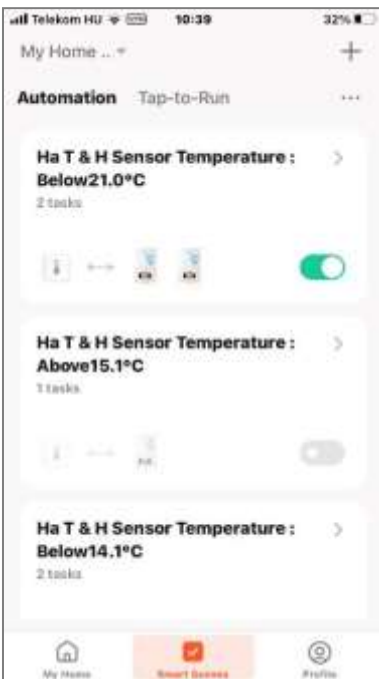 Telekom HU VPN 10:39 32%
My Home ..
Automation Tap-to-Run
Ha T & H Sensor Temperature :
Below21.0°C
2 tasks
Ha T & H Sensor Temperature :
Above15.1°C
1 tasks
Ha T & H Sensor Temperature :
Below14.1°C
2 tasks
My Home Smart Scenes Profile